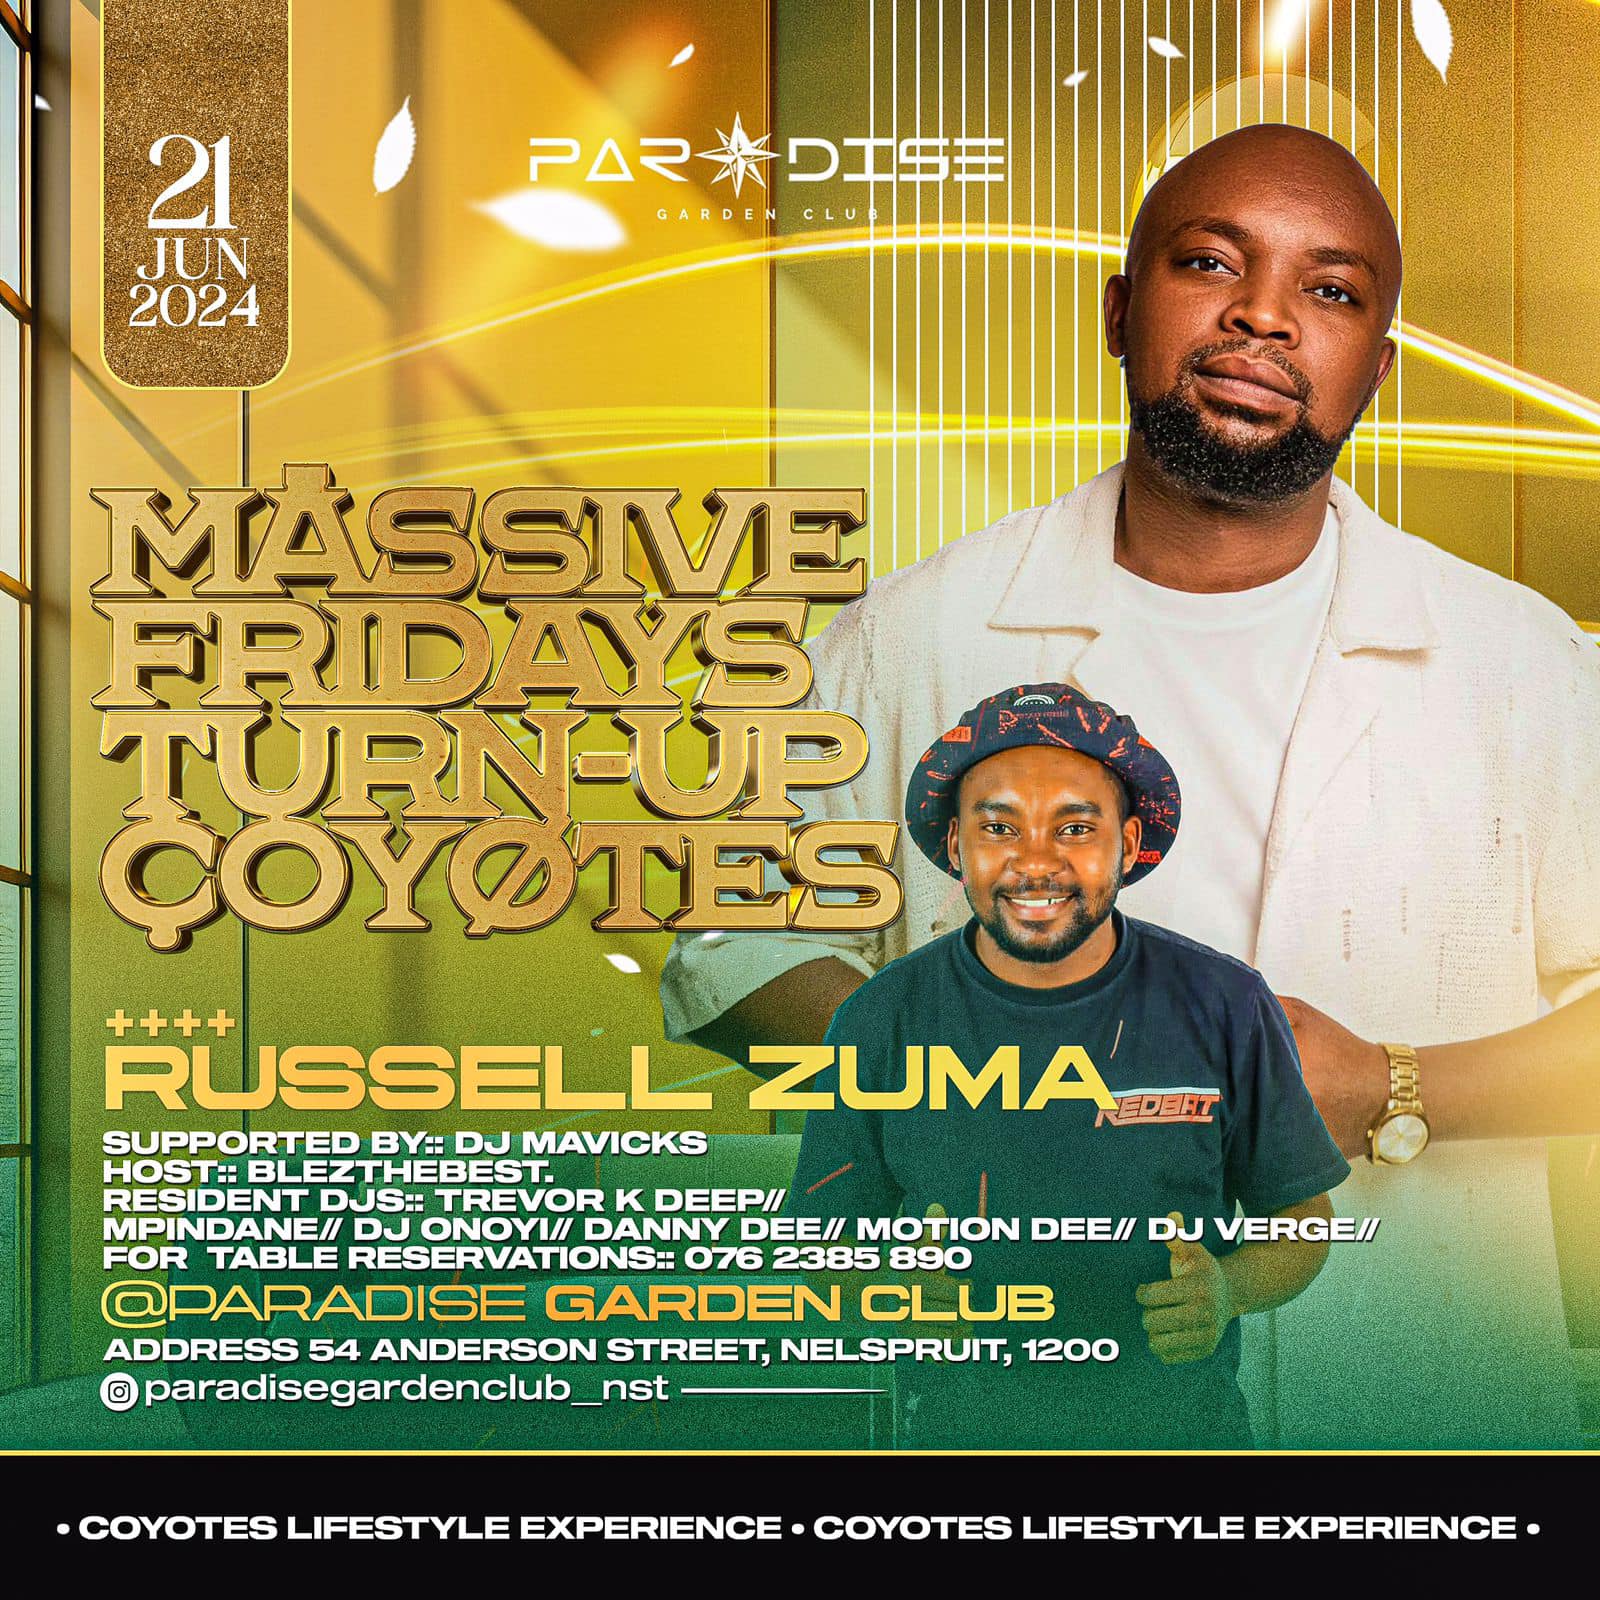 21
JUN
2024
PARADISE
GARDEN CLUB
MASSIVE
FRIDAYS
TURN-UP
COYØTES
++++
RUSSELL ZUMA
REDBAT
SUPPORTED BY:: DJ MAVICKS
HOST:: BLEZTHEBEST.
RESIDENT DJS:: TREVOR K DEEP//
MPINDANE// DJ ONOYI// DANNY DEE// MOTION DEE// DJ VERGE//
FOR TABLE RESERVATIONS:: 076 2385 890
@PARADISE GARDEN CLUB
ADDRESS 54 ANDERSON STREET, NELSPRUIT, 1200
paradisegardenclub_nst
• COYOTES LIFESTYLE EXPERIENCE • COYOTES LIFESTYLE EXPERIENCE •